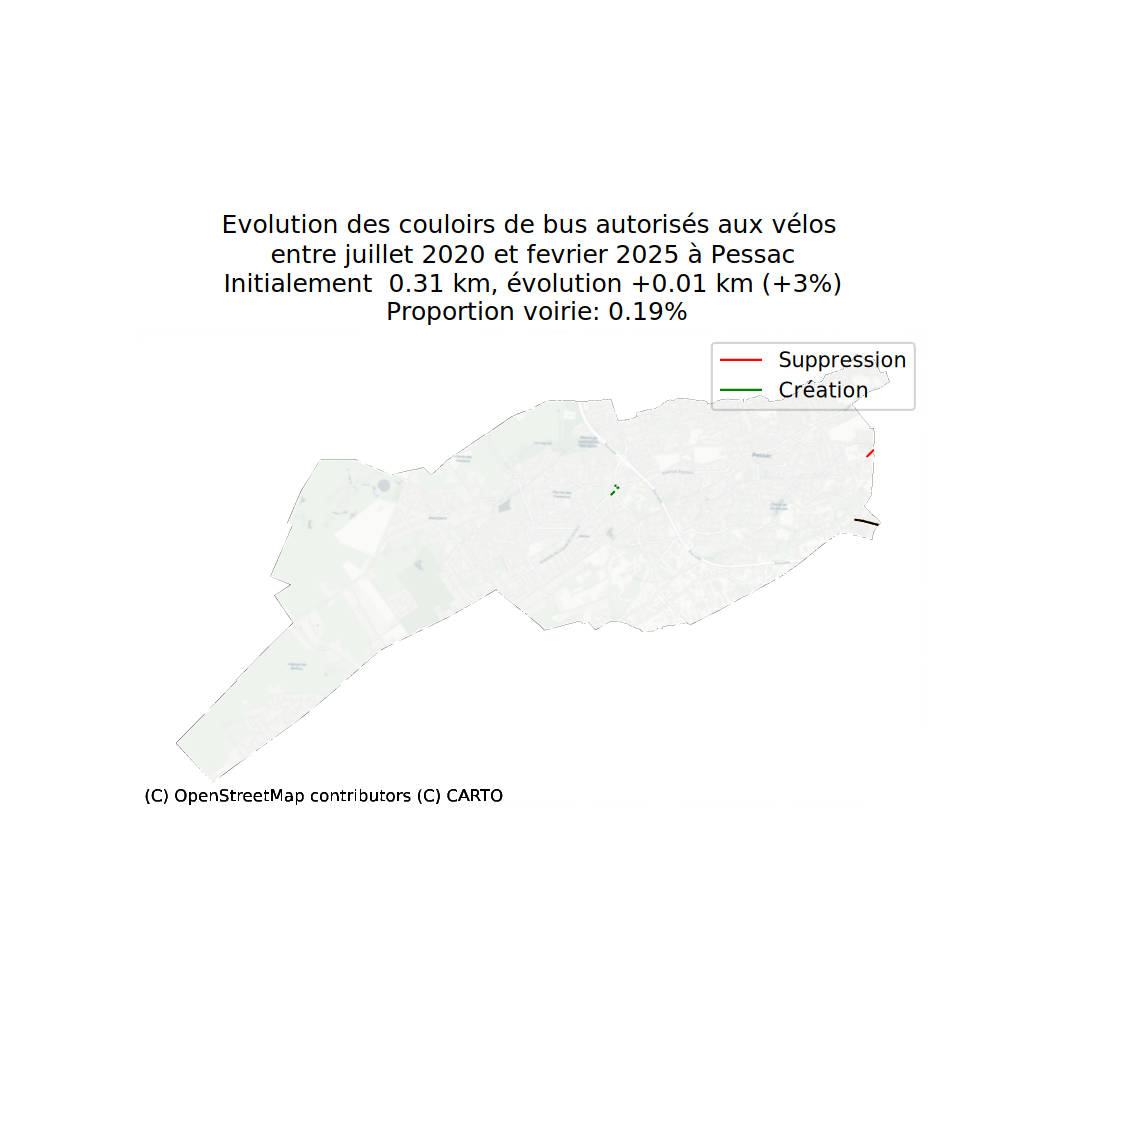 Evolution des couloirs de bus autorisés aux vélos
entre juillet 2020 et fevrier 2025 à Pessac
Initialement  0.31 km, évolution +0.01 km (+3%)
Proportion voirie: 0.19%
Suppression
Création
Pessac
(C) OpenStreetMap contributors (C) CARTO